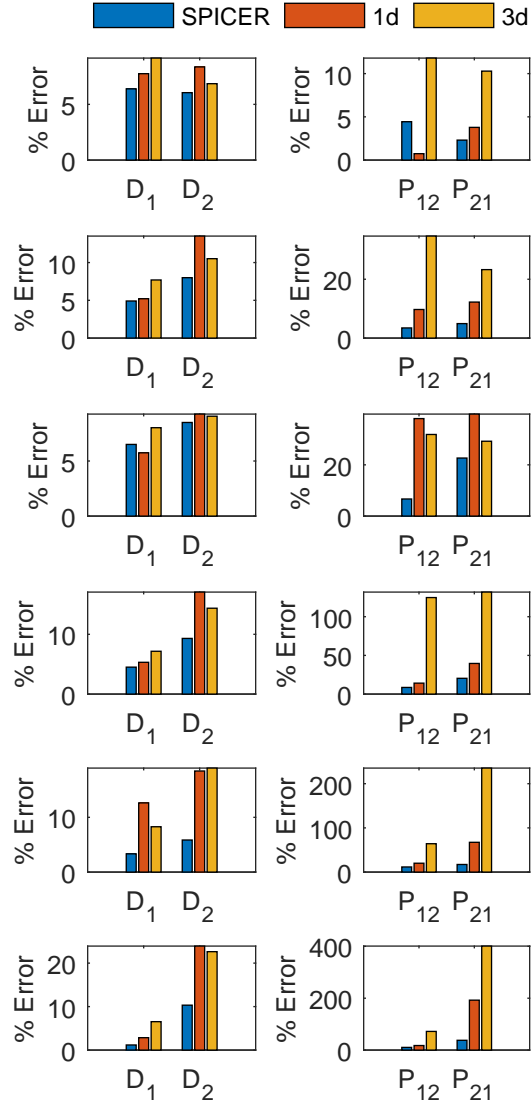 SPICER 1d 3d
% Error 5 0 D1 D2
% Error 10 5 0 P12 P21
% Error 10 5 0 D1 D2
% Error 20 0 P12 P21
% Error 5 0 D1 D2
% Error 20 0 P12 P21
% Error 10 0 D1 D2
% Error 100 50 0 P12 P21
% Error 10 0 D1 D2
% Error 200 100 0 P12 P21
% Error 20 10 0 D1 D2
% Error 400 200 0 P12 P21